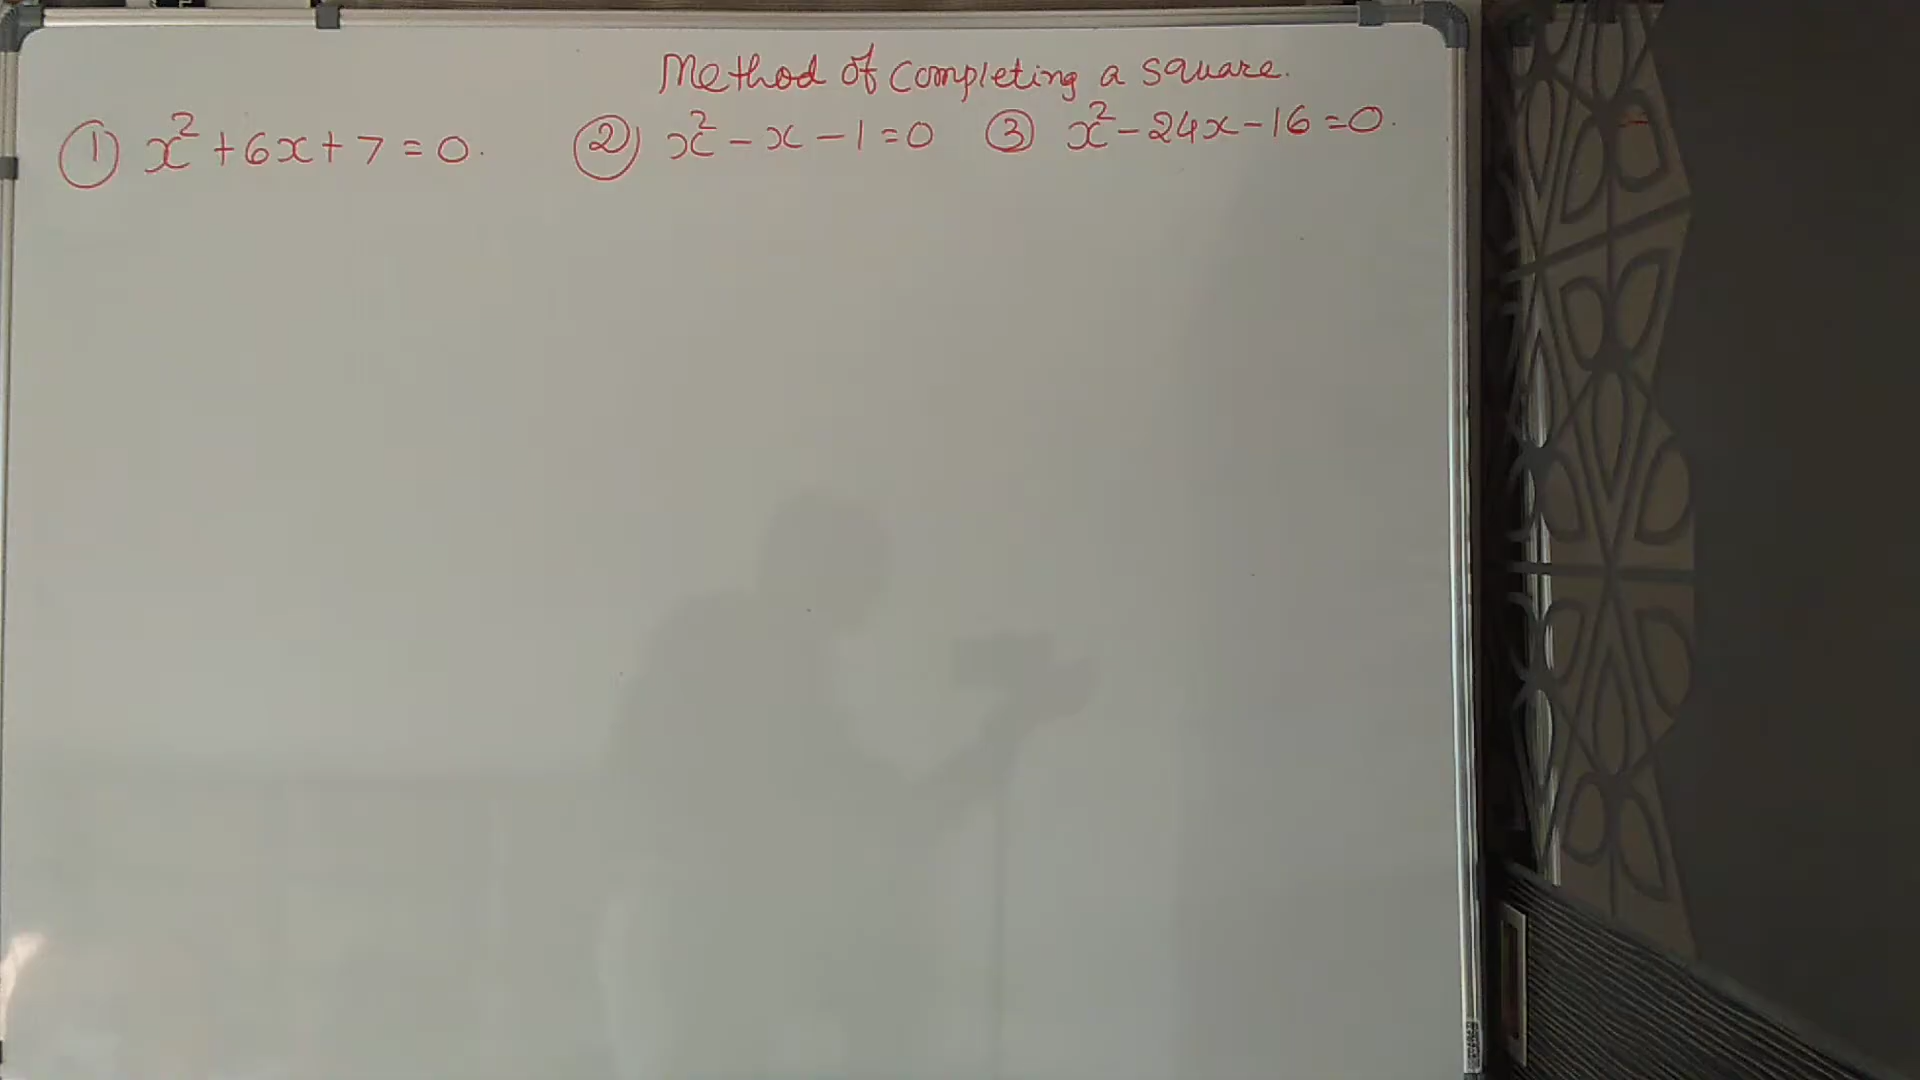 Method of completing a square.
① x² + 6x + 7 = 0. ② x² - x - 1 = 0 ③ x² - 24x - 16 = 0.